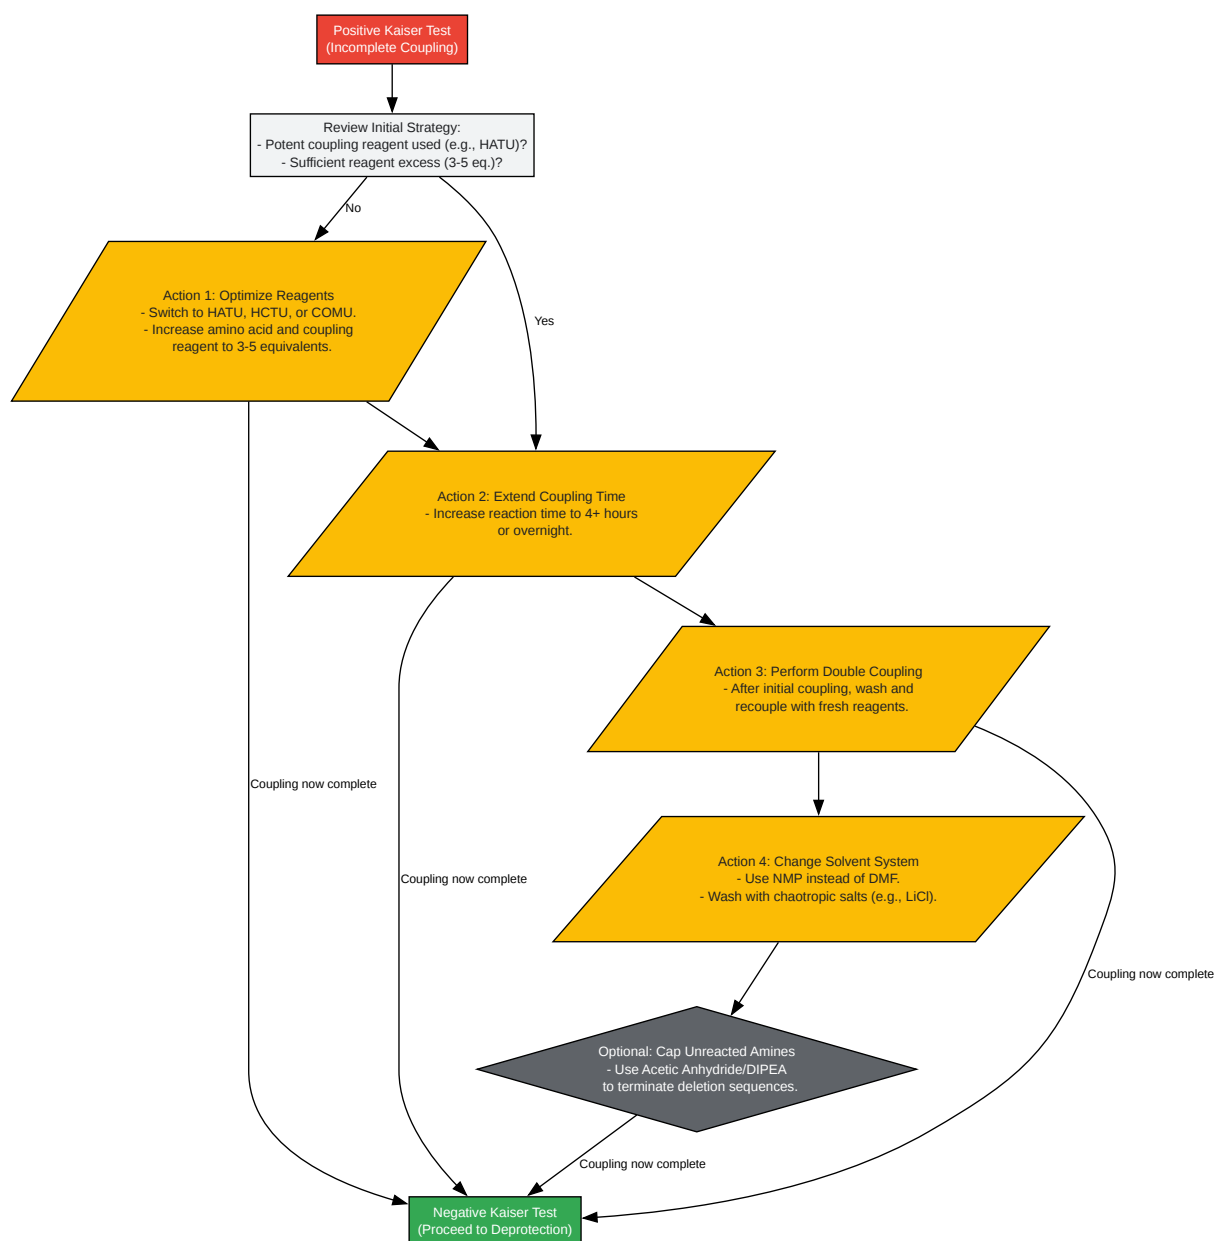 Positive Kaiser Test
(Incomplete Coupling)
Review Initial Strategy:
- Potent coupling reagent used (e.g., HATU)?
- Sufficient reagent excess (3-5 eq.)?
No
Yes
Action 1: Optimize Reagents
- Switch to HATU, HCTU, or COMU.
- Increase amino acid and coupling
reagent to 3-5 equivalents.
Action 2: Extend Coupling Time
- Increase reaction time to 4+ hours
or overnight.
Action 3: Perform Double Coupling
- After initial coupling, wash and
recouple with fresh reagents.
Coupling now complete
Action 4: Change Solvent System
- Use NMP instead of DMF.
- Wash with chaotropic salts (e.g., LiCl).
Coupling now complete
Coupling now complete
Optional: Cap Unreacted Amines
- Use Acetic Anhydride/DIPEA
to terminate deletion sequences.
Coupling now complete
Negative Kaiser Test
(Proceed to Deprotection)